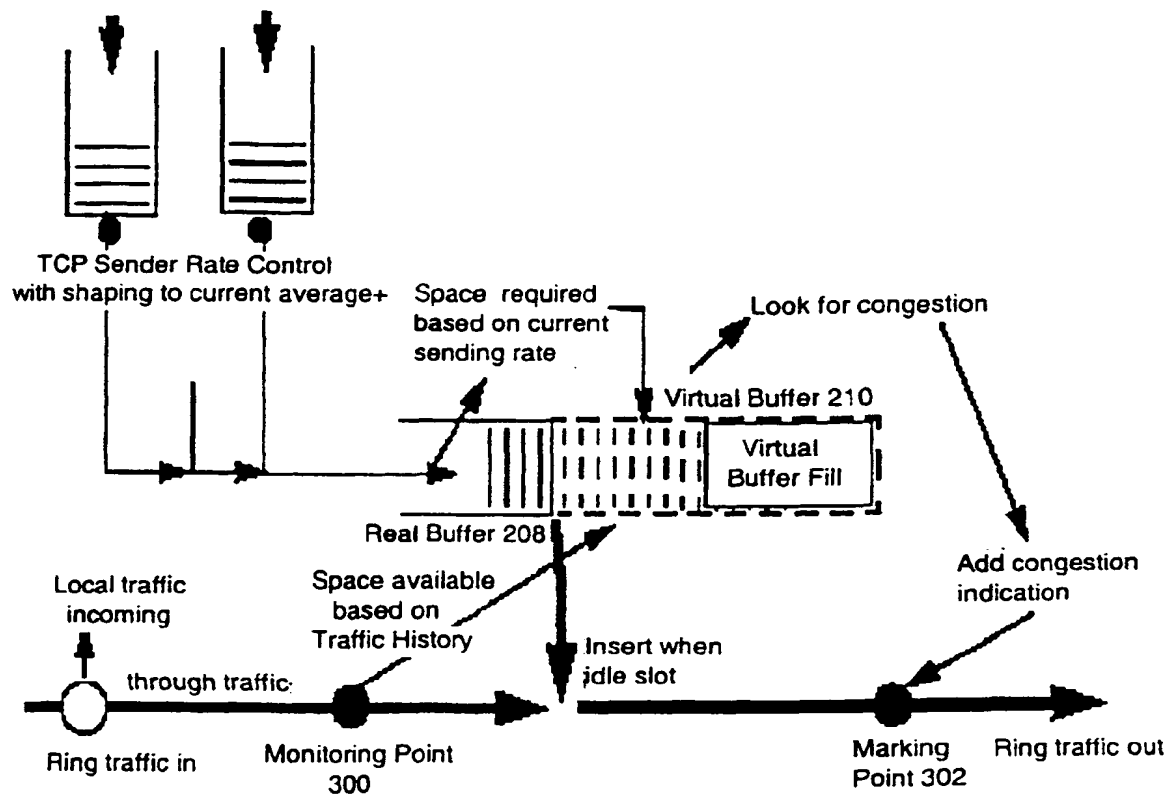 TCP Sender Rate Control
with shaping to current average+
Space required
based on current
sending rate
Look for congestion
Virtual Buffer 210
Virtual
Buffer Fill
Real Buffer 208
Local traffic
incoming
Space available
based on
Traffic History
Add congestion
indication
Insert when
idle slot
through traffic
Ring traffic in
Monitoring Point
300
Marking
Point 302
Ring traffic out